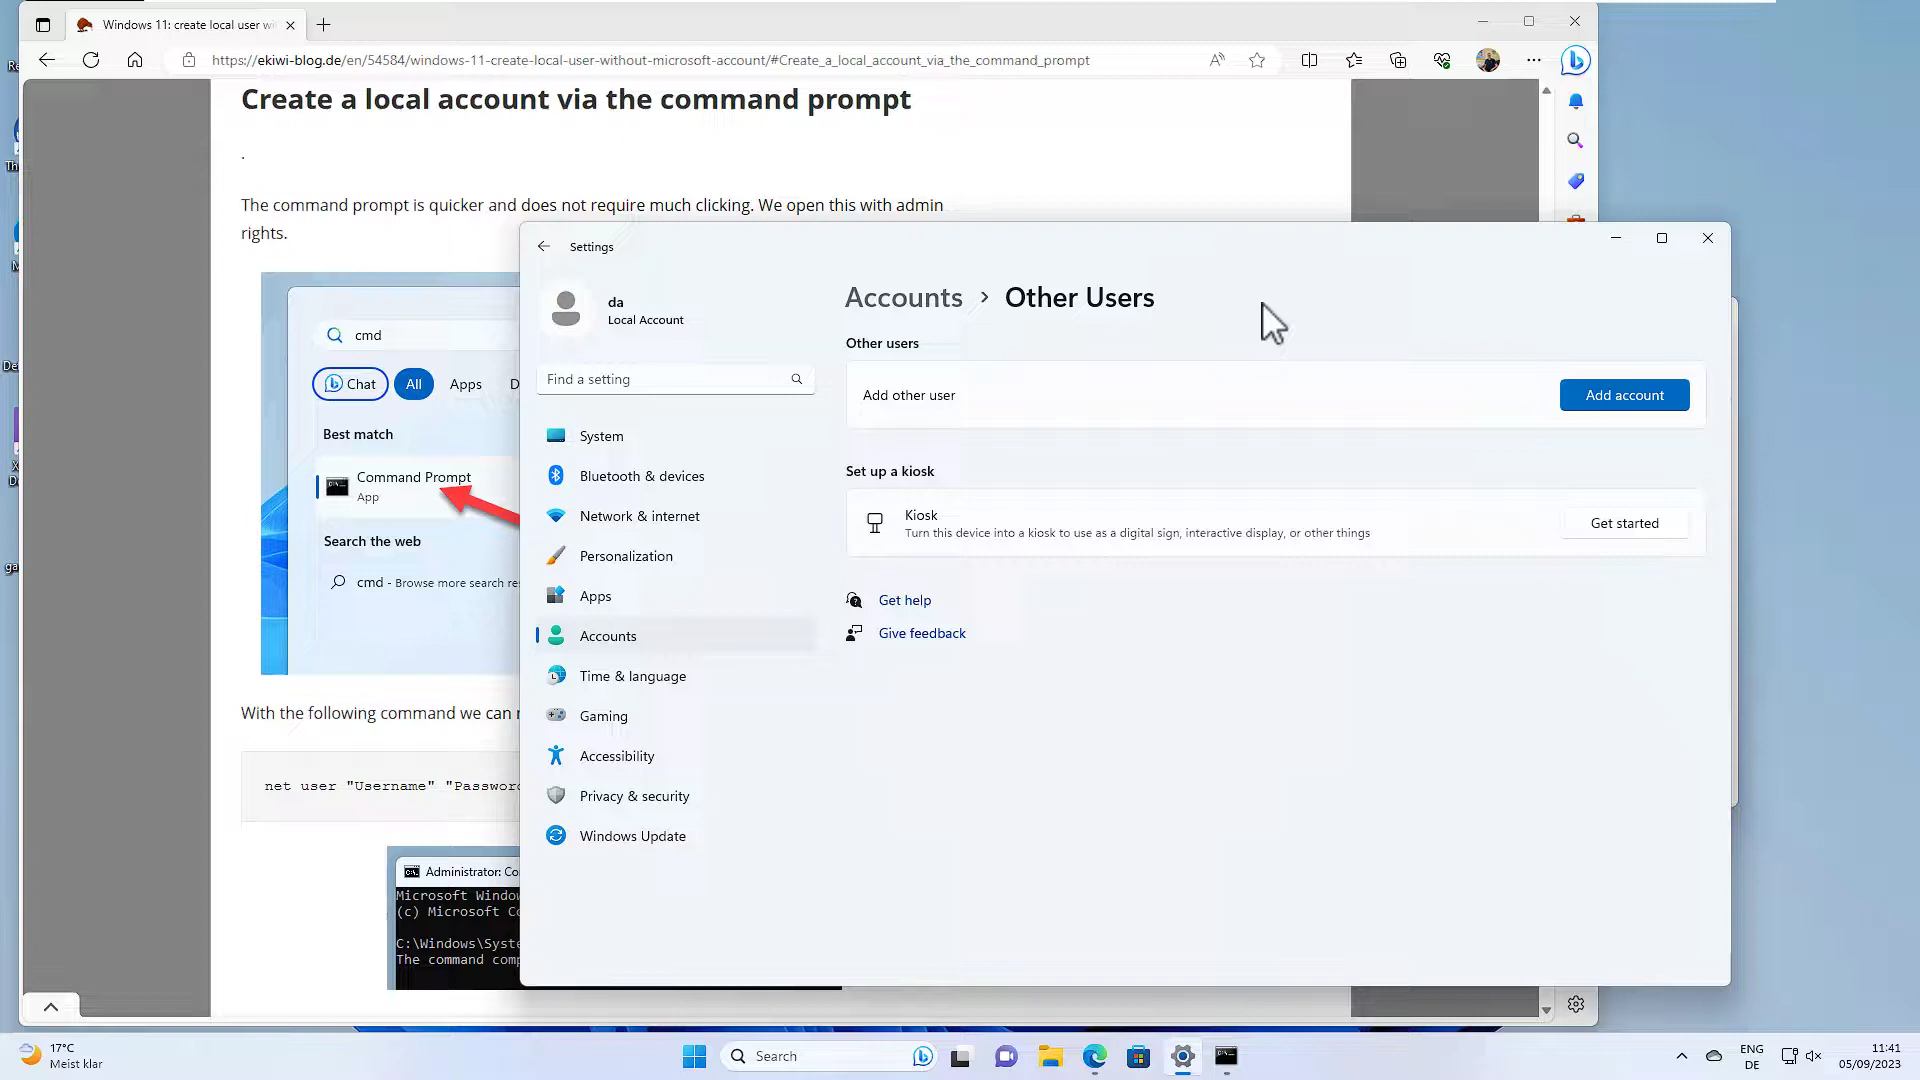 Windows 11: create local user wi
https://ekiwi-blog.de/en/54584/windows-11-create-local-user-without-microsoft-account/#Create_a_local_account_via_the_command_prompt
Create a local account via the command prompt
.
The command prompt is quicker and does not require much clicking. We open this with admin
rights.
cmd
Chat
All
Apps
D
Best match
Command Prompt
App
Search the web
cmd - Browse more search res
With the following command we can
net user "Username" "Password
Administrator: Co
Microsoft Window
(c) Microsoft Co
C:\Windows\Syste
The command comp
Settings
da
Local Account
Find a setting
System
Bluetooth & devices
Network & internet
Personalization
Apps
Accounts
Time & language
Gaming
Accessibility
Privacy & security
Windows Update
Accounts › Other Users
Other users
Add other user
Add account
Set up a kiosk
Kiosk
Turn this device into a kiosk to use as a digital sign, interactive display, or other things
Get started
Get help
Give feedback
17°C
Meist klar
Search
ENG
DE
11:41
05/09/2023